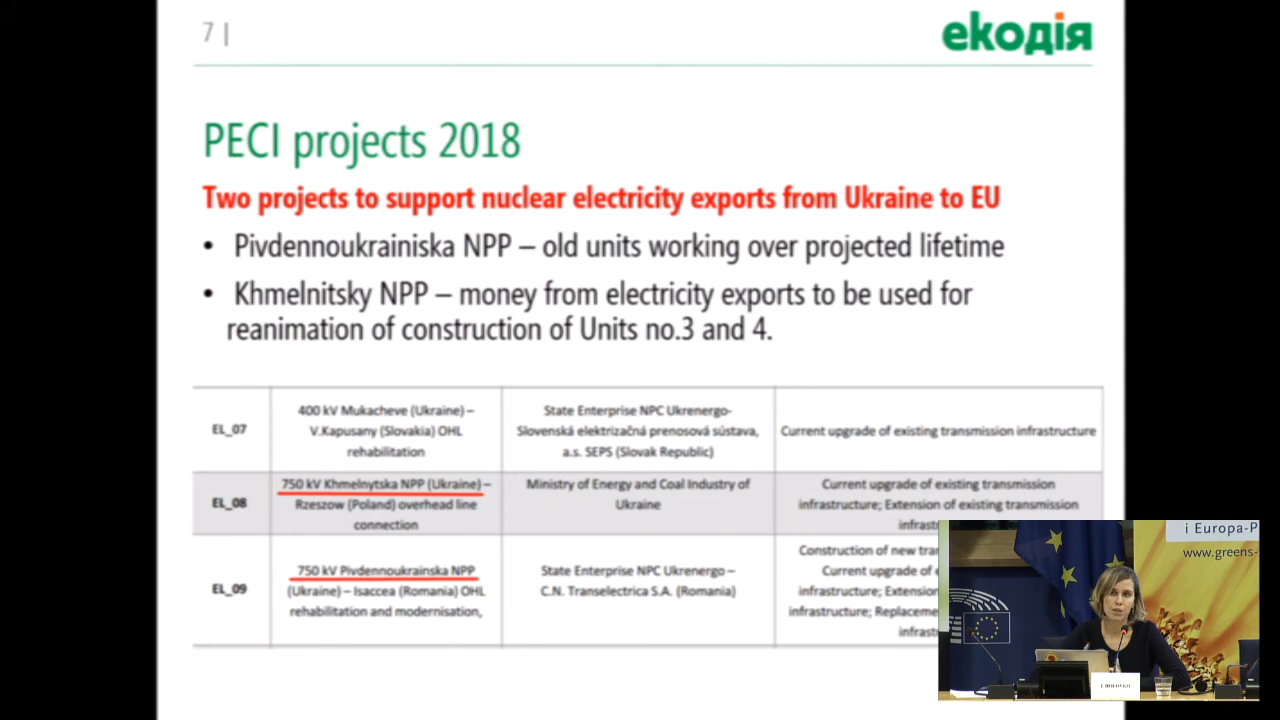 7 |
екодія
PECI projects 2018
Two projects to support nuclear electricity exports from Ukraine to EU
• Pivdennoukrainiska NPP – old units working over projected lifetime
• Khmelnitsky NPP – money from electricity exports to be used for
reanimation of construction of Units no.3 and 4.
EL_07
400 kV Mukacheve (Ukraine) –
V.Kapusany (Slovakia) OHL
rehabilitation
State Enterprise NPC Ukrenergo-
Slovenská elektrizačná prenosová sústava,
a.s. SEPS (Slovak Republic)
Current upgrade of existing transmission infrastructure
EL_08
750 kV Khmelnytska NPP (Ukraine) –
Rzeszow (Poland) overhead line
connection
Ministry of Energy and Coal Industry of
Ukraine
Current upgrade of existing transmission
infrastructure; Extension of existing transmission
infrast
EL_09
750 kV Pivdennoukrainska NPP
(Ukraine) – Isaccea (Romania) OHL
rehabilitation and modernisation,
State Enterprise NPC Ukrenergo –
C.N. Transelectrica S.A. (Romania)
Construction of new tra
Current upgrade of
infrastructure; Extension
infrastructure; Replaceme
infrast
i Europa-P
www.greens-